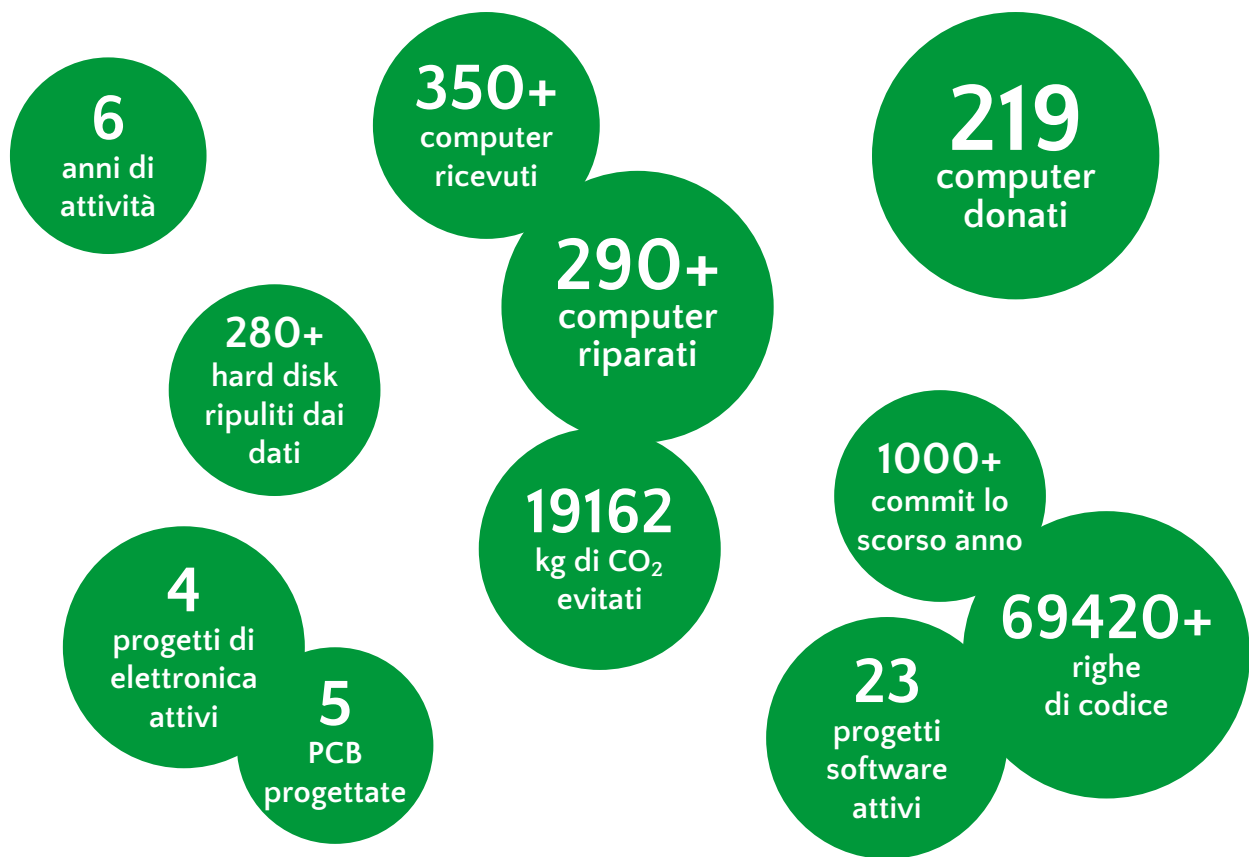 6
anni di
attività
350+
computer
ricevuti
290+
computer
riparati
219
computer
donati
280+
hard disk
ripuliti dai
dati
19162
kg di CO₂
evitati
1000+
commit lo
scorso anno
69420+
righe
di codice
23
progetti
software
attivi
4
progetti di
elettronica
attivi
5
PCB
progettate